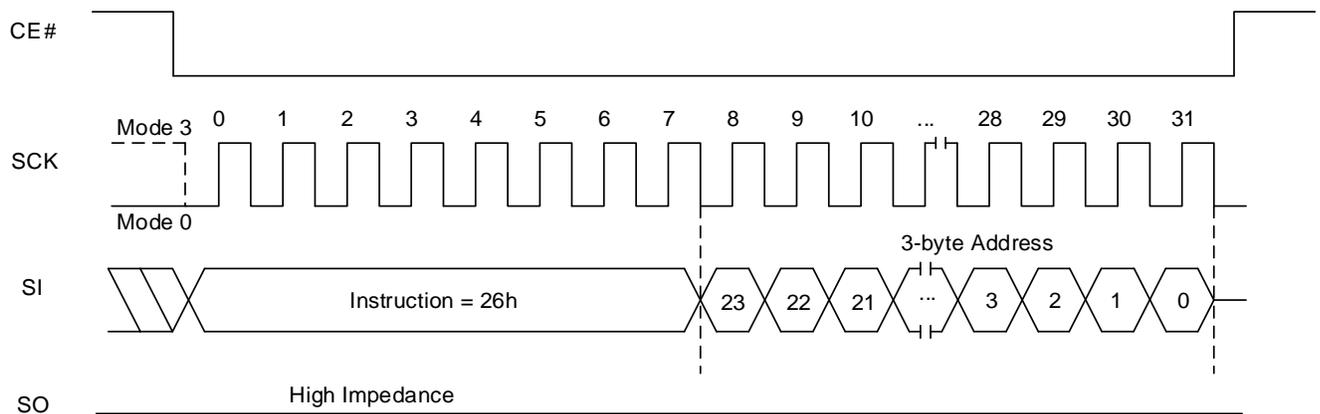 CE#
Mode 3 0 1 2 3 4 5 6 7 8 9 10 ... 28 29 30 31
SCK
Mode 0
3-byte Address
SI Instruction = 26h 23 22 21 ... 3 2 1 0
High Impedance
SO